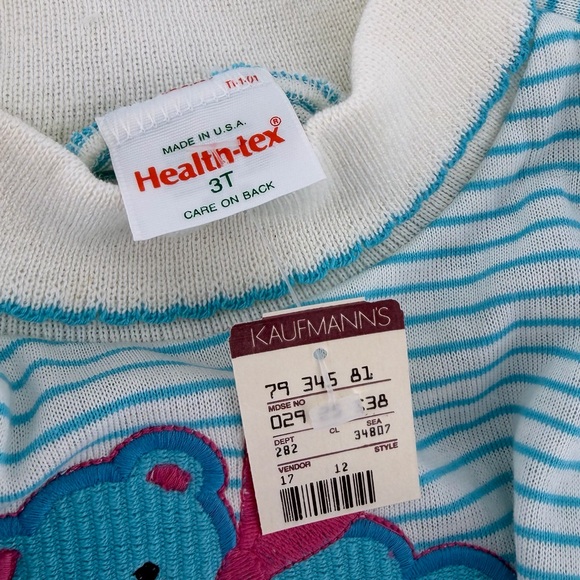 TI-1-01
MADE IN U.S.A.
Health-tex®
3T
CARE ON BACK
KAUFMANN'S
79 345 81
MDSE NO
029 38
DEPT CL SEA
282 34807
VENDOR STYLE
17 12